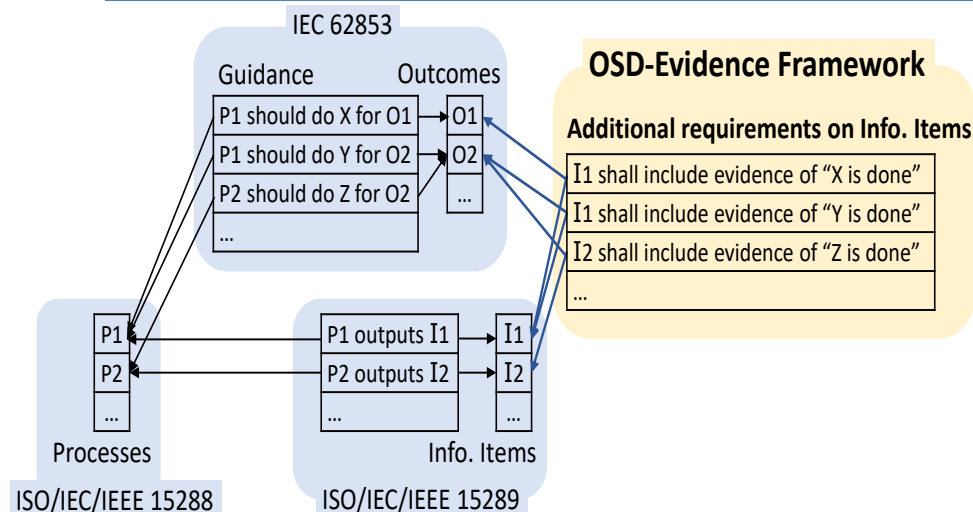 IEC 62853
Guidance
Outcomes
P1 should do X for O1
P1 should do Y for O2
P2 should do Z for O2
...
O1
O2
...
OSD-Evidence Framework
Additional requirements on Info. Items
I1 shall include evidence of “X is done”
I1 shall include evidence of “Y is done”
I2 shall include evidence of “Z is done”
...
P1
P2
...
Processes
ISO/IEC/IEEE 15288
P1 outputs I1
P2 outputs I2
...
I1
I2
...
Info. Items
ISO/IEC/IEEE 15289